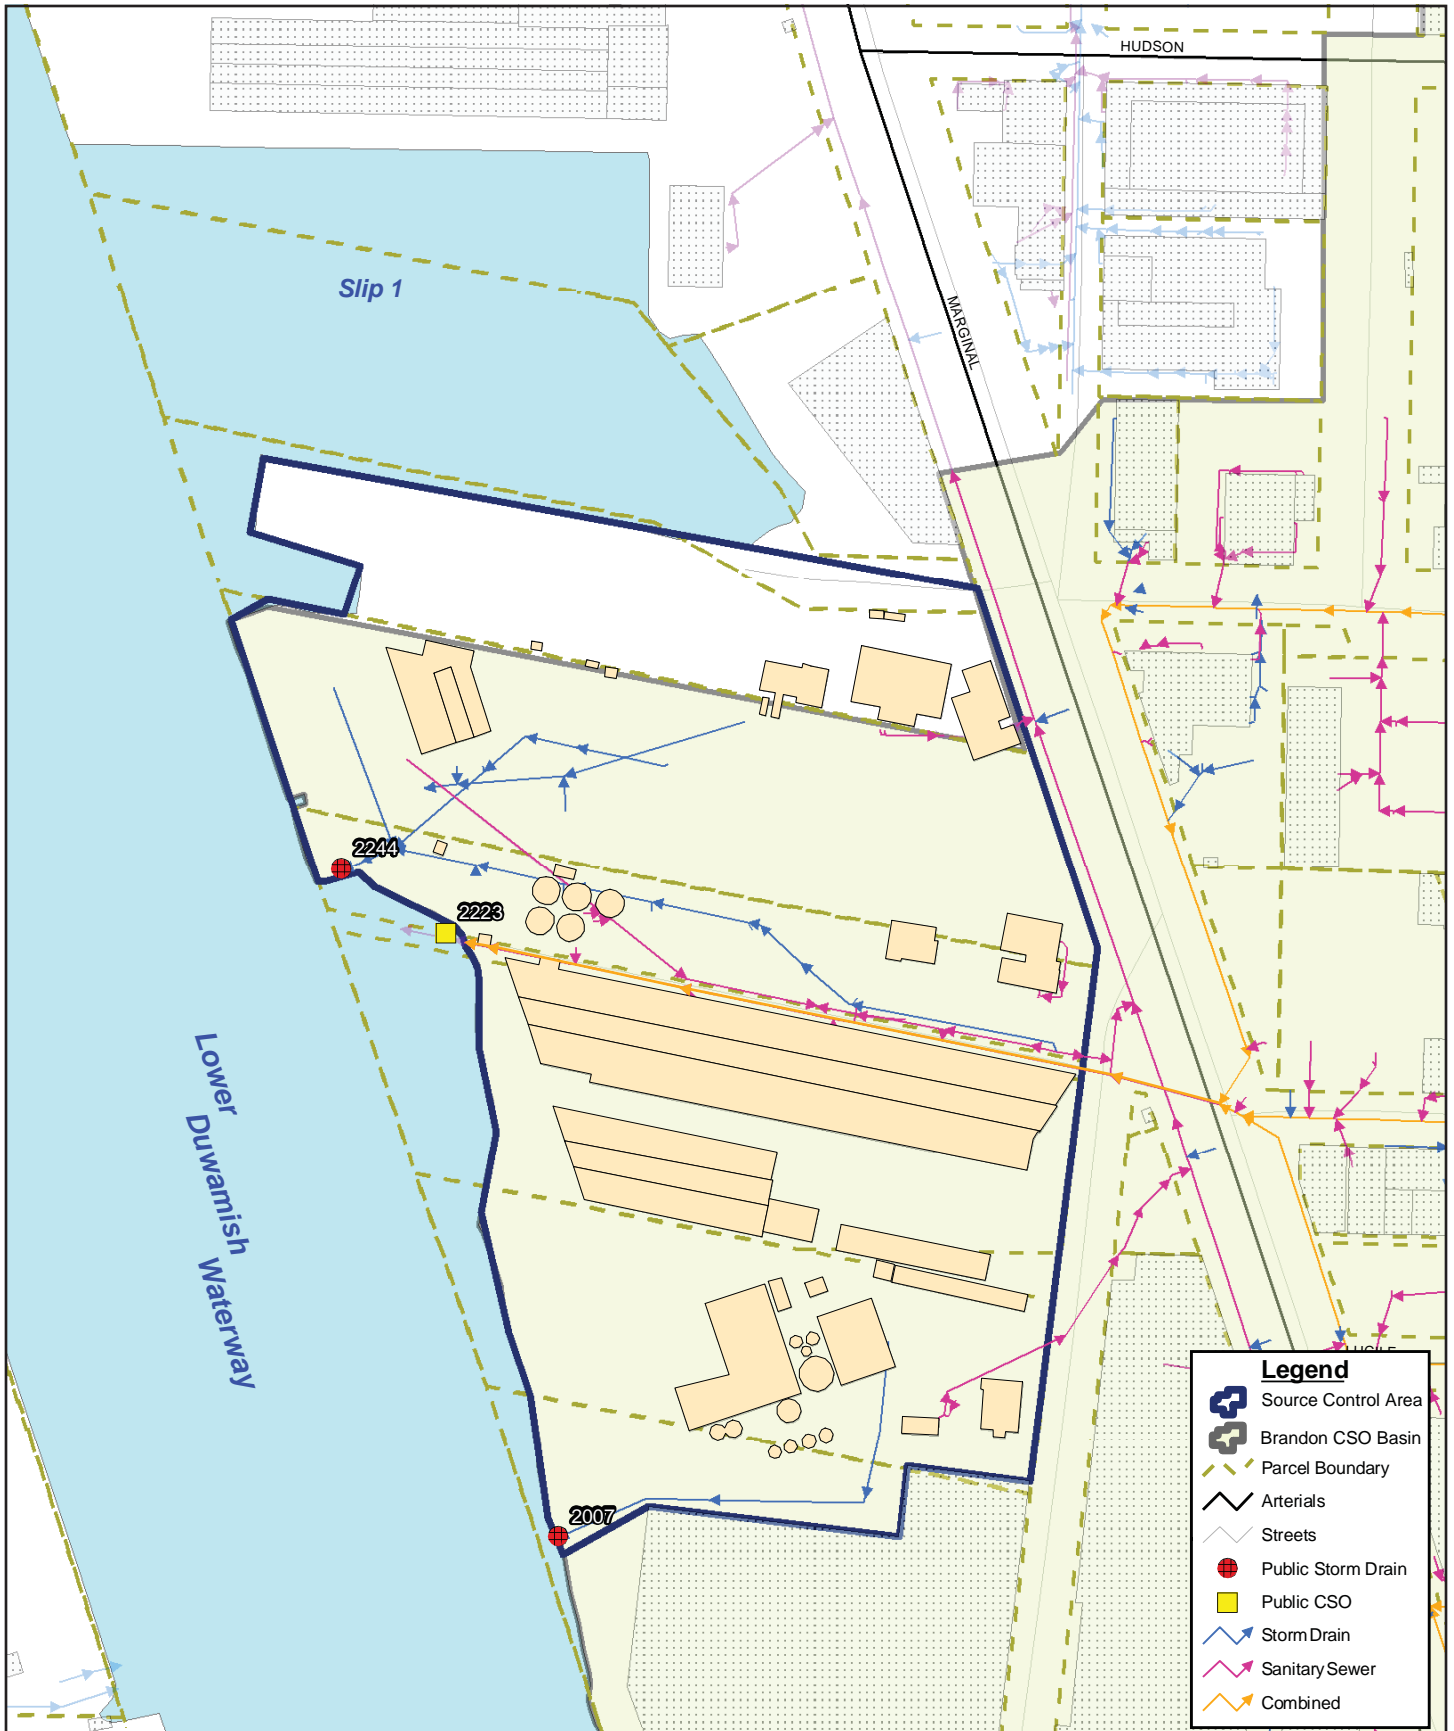 HUDSON
Slip 1
MARGINAL
2244
2223
Lower
Duwamish
Waterway
2007
LUCILE
Legend
Source Control Area
Brandon CSO Basin
Parcel Boundary
Arterials
Streets
Public Storm Drain
Public CSO
Storm Drain
Sanitary Sewer
Combined